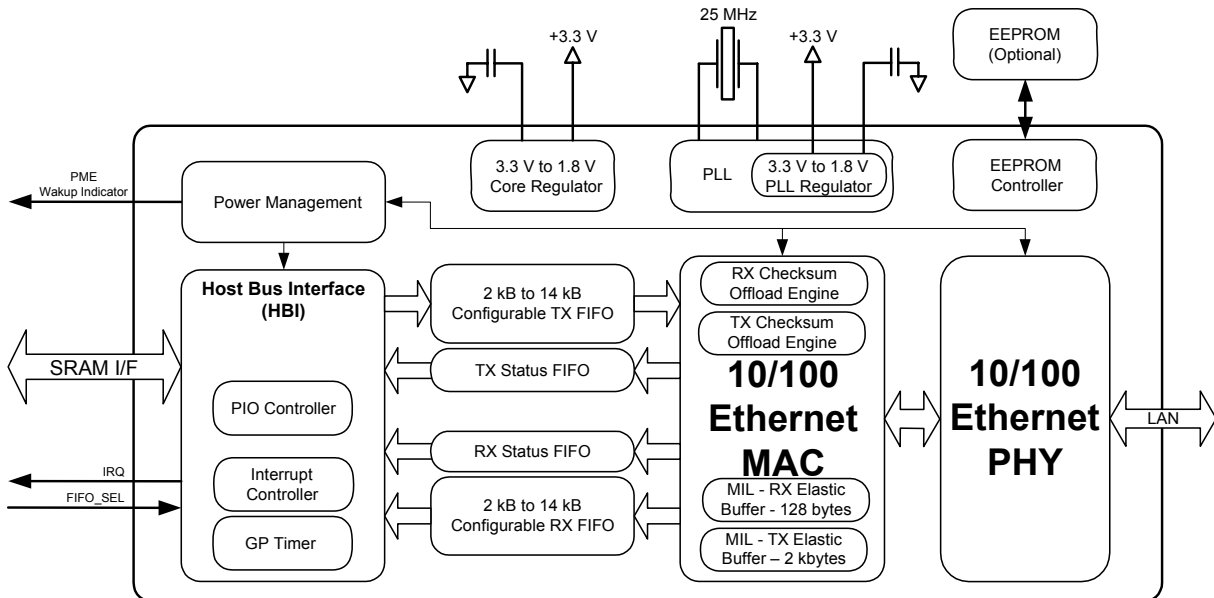 25 MHz
+3.3 V
+3.3 V
EEPROM
(Optional)
3.3 V to 1.8 V
Core Regulator
PLL
3.3 V to 1.8 V
PLL Regulator
EEPROM
Controller
PME
Wakup Indicator
Power Management
Host Bus Interface
(HBI)
2 kB to 14 kB
Configurable TX FIFO
RX Checksum
Offload Engine
TX Checksum
Offload Engine
SRAM I/F
TX Status FIFO
10/100
Ethernet
MAC
10/100
Ethernet
PHY
LAN
PIO Controller
RX Status FIFO
IRQ
FIFO_SEL
Interrupt
Controller
2 kB to 14 kB
Configurable RX FIFO
MIL - RX Elastic
Buffer - 128 bytes
GP Timer
MIL - TX Elastic
Buffer – 2 kbytes